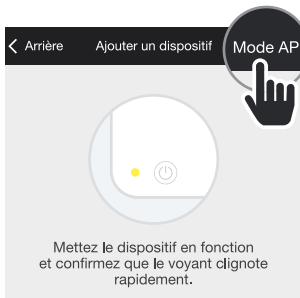 Arrière Ajouter un dispositif Mode AP
Mettez le dispositif en fonction
et confirmez que le voyant clignote
rapidement.